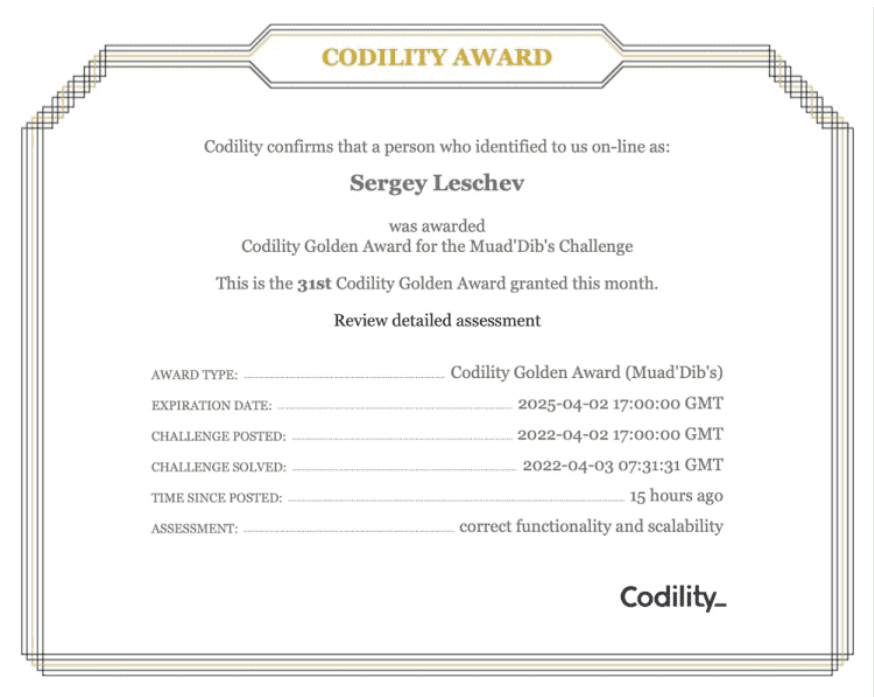 CODILITY AWARD
Codility confirms that a person who identified to us on-line as:
Sergey Leschev
was awarded
Codility Golden Award for the Muad'Dib's Challenge
This is the 31st Codility Golden Award granted this month.
Review detailed assessment
AWARD TYPE: Codility Golden Award (Muad'Dib's)
EXPIRATION DATE: 2025-04-02 17:00:00 GMT
CHALLENGE POSTED: 2022-04-02 17:00:00 GMT
CHALLENGE SOLVED: 2022-04-03 07:31:31 GMT
TIME SINCE POSTED: 15 hours ago
ASSESSMENT: correct functionality and scalability
Codility_